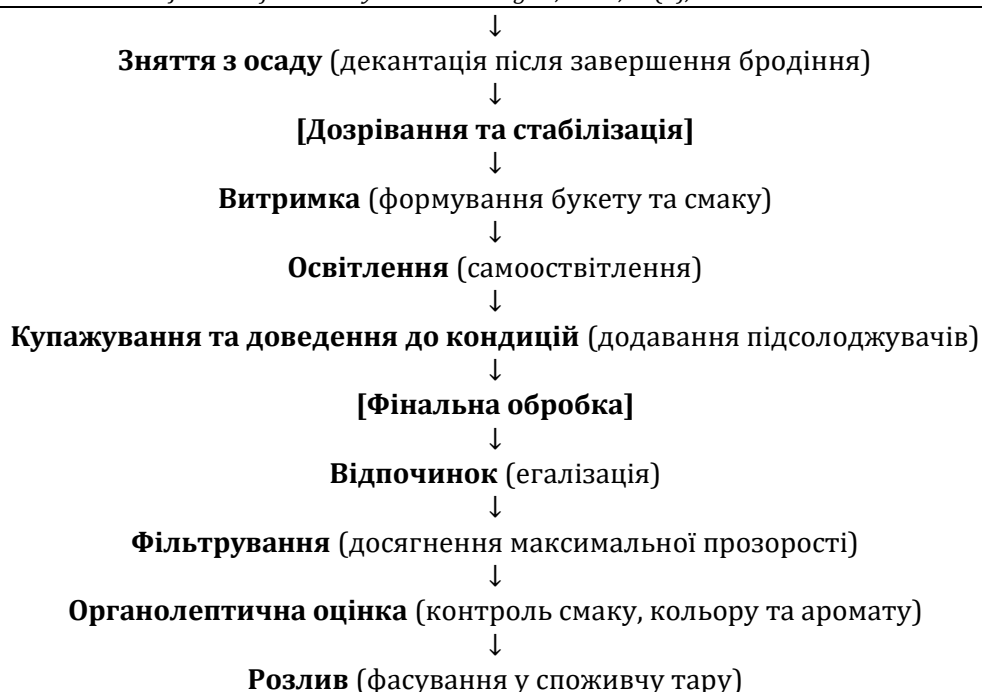 ↓
Зняття з осаду (декантація після завершення бродіння)
↓
[Дозрівання та стабілізація]
↓
Витримка (формування букету та смаку)
↓
Освітлення (самооствітлення)
↓
Купажування та доведення до кондицій (додавання підсолоджувачів)
↓
[Фінальна обробка]
↓
Відпочинок (егалізація)
↓
Фільтрування (досягнення максимальної прозорості)
↓
Органолептична оцінка (контроль смаку, кольору та аромату)
↓
Розлив (фасування у споживчу тару)